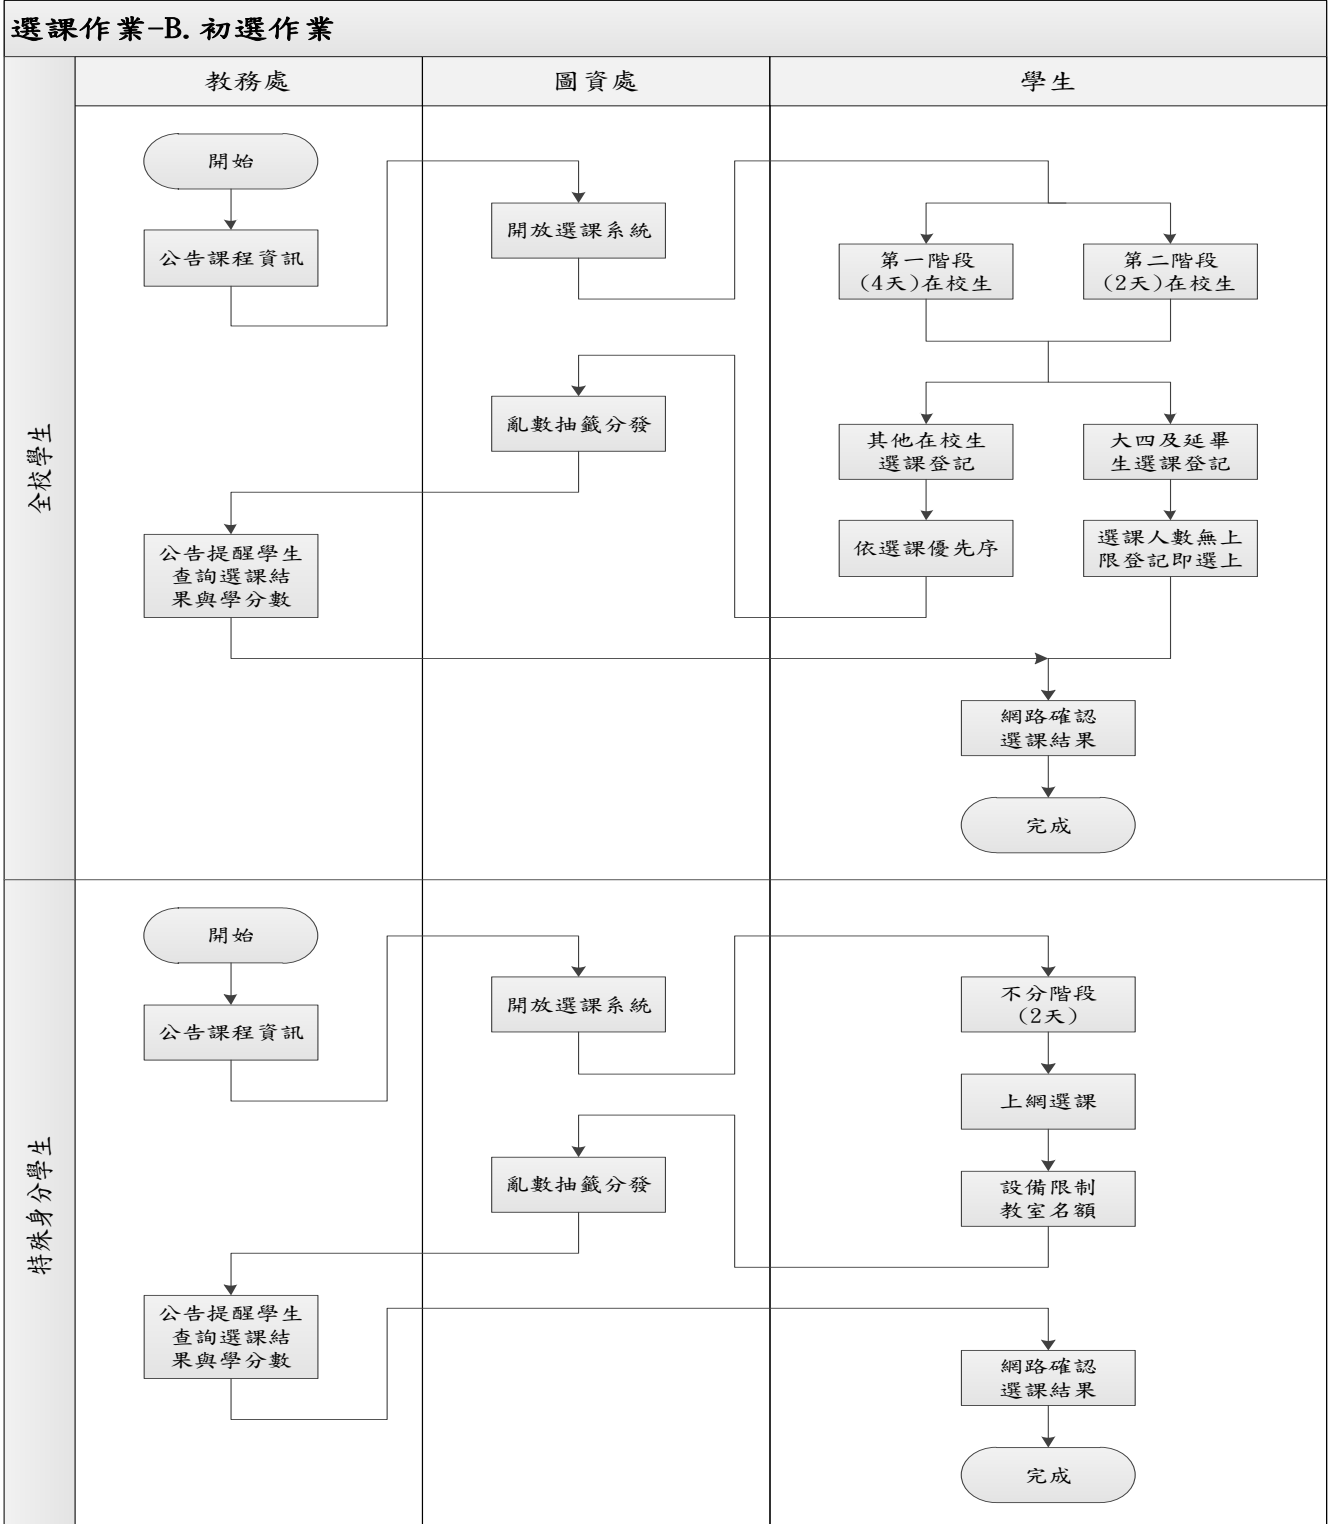 選課作業-B.初選作業
教務處
圖資處
學生
全校學生
開始
公告課程資訊
開放選課系統
第一階段
(4天)在校生
第二階段
(2天)在校生
其他在校生
選課登記
大四及延畢
生選課登記
依選課優先序
選課人數無上
限登記即選上
亂數抽籤分發
公告提醒學生
查詢選課結
果與學分數
網路確認
選課結果
完成
特殊身分學生
開始
公告課程資訊
開放選課系統
不分階段
(2天)
上網選課
設備限制
教室名額
亂數抽籤分發
公告提醒學生
查詢選課結
果與學分數
網路確認
選課結果
完成